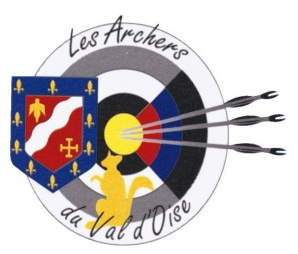 Les Archers
du Val d'Oise